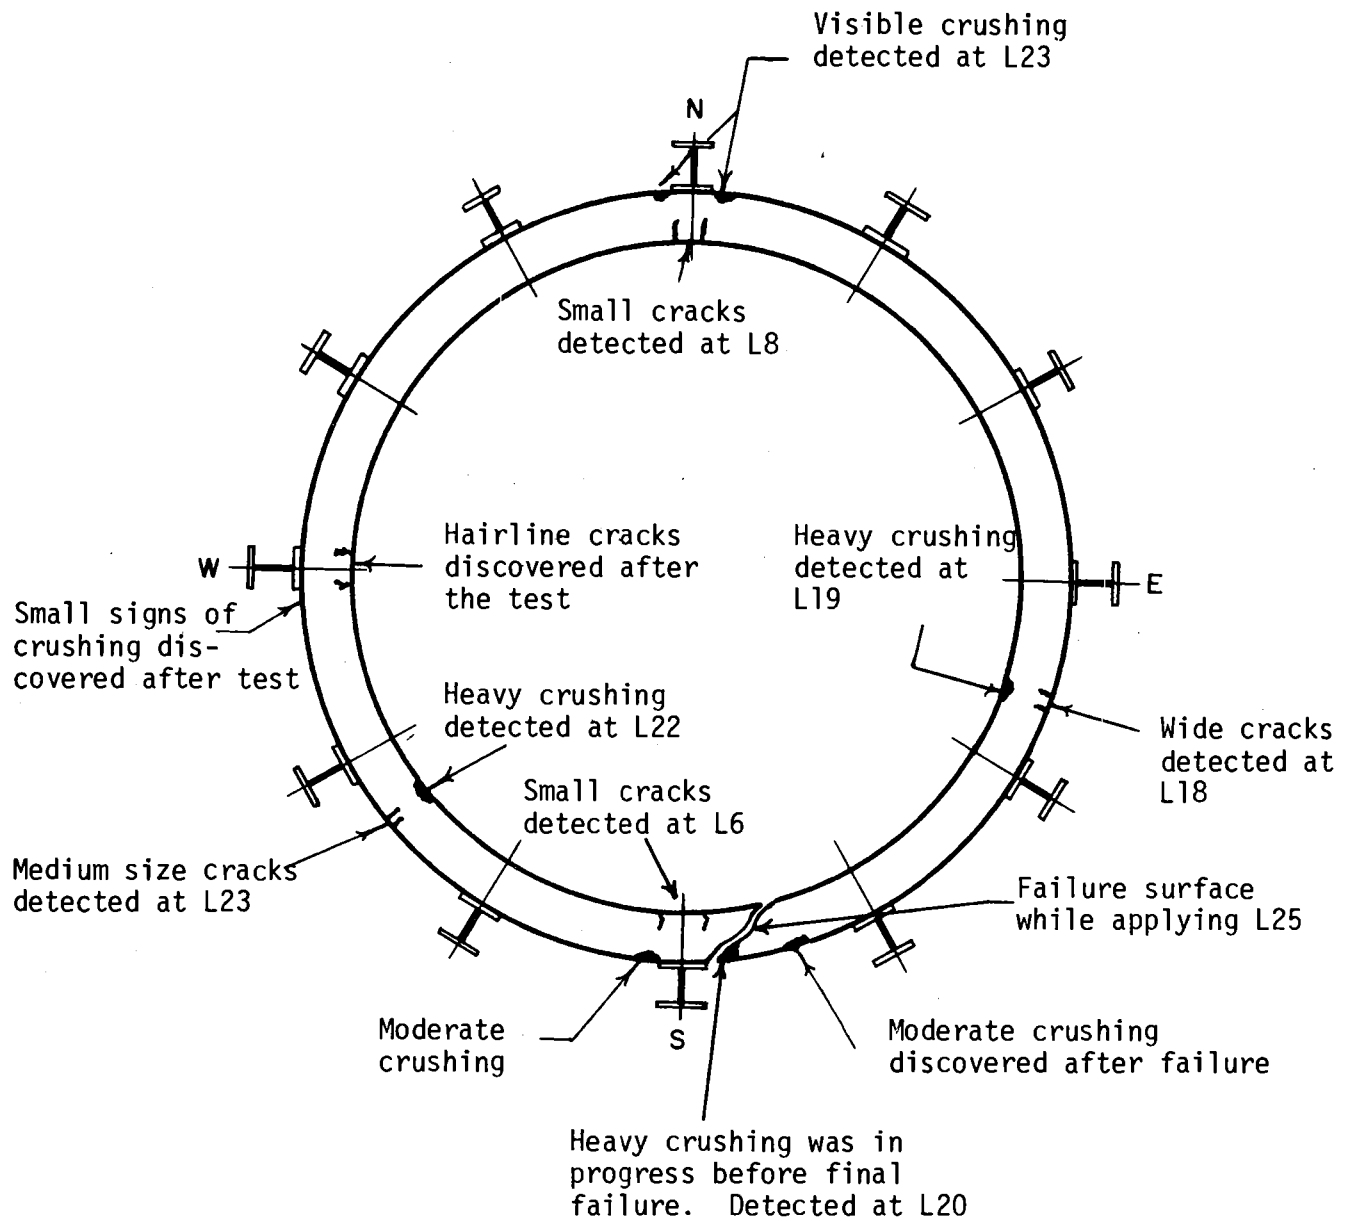 Visible crushing
detected at L23
N
Small cracks
detected at L8
Hairline cracks
discovered after
the test
Heavy crushing
detected at
L19
W
E
Small signs of
crushing dis-
covered after test
Heavy crushing
detected at L22
Wide cracks
detected at
L18
Small cracks
detected at L6
Medium size cracks
detected at L23
Failure surface
while applying L25
Moderate
crushing
S
Moderate crushing
discovered after failure
Heavy crushing was in
progress before final
failure. Detected at L20